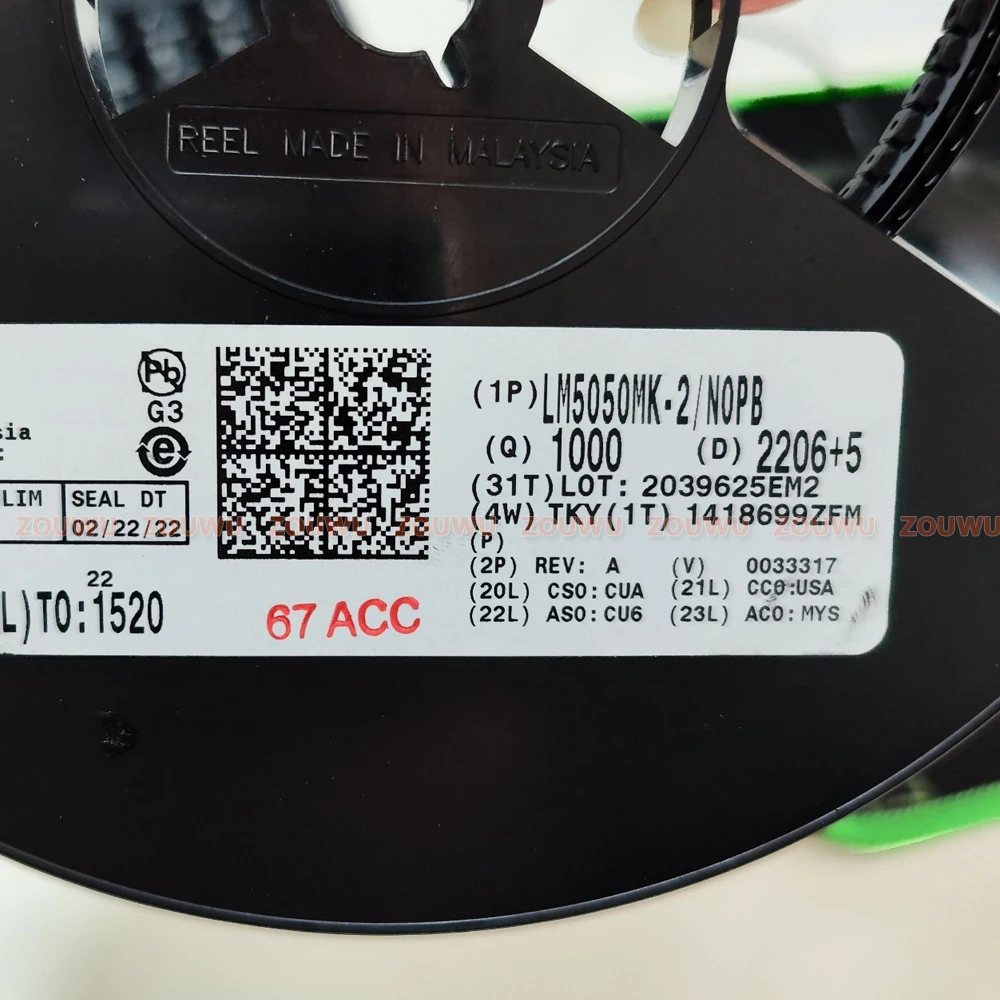 REEL MADE IN MALAYSIA
Pb
G3
e
sia
LIM SEAL DT
02/22/22
22
L)TO:1520
67 ACC
(1P)LM5050MK-2/NOPB
(Q) 1000 (D) 2206+5
(31T)LOT: 2039625EM2
(4W) TKY(1T) 1418699ZFM
(P)
(2P) REV: A (V) 0033317
(20L) CSO:CUA (21L) CCO:USA
(22L) ASO:CU6 (23L) ACO:MYS
ZOUWU ZOUWU ZOUWU ZOUWU ZOUWU ZOUWU ZOUWU